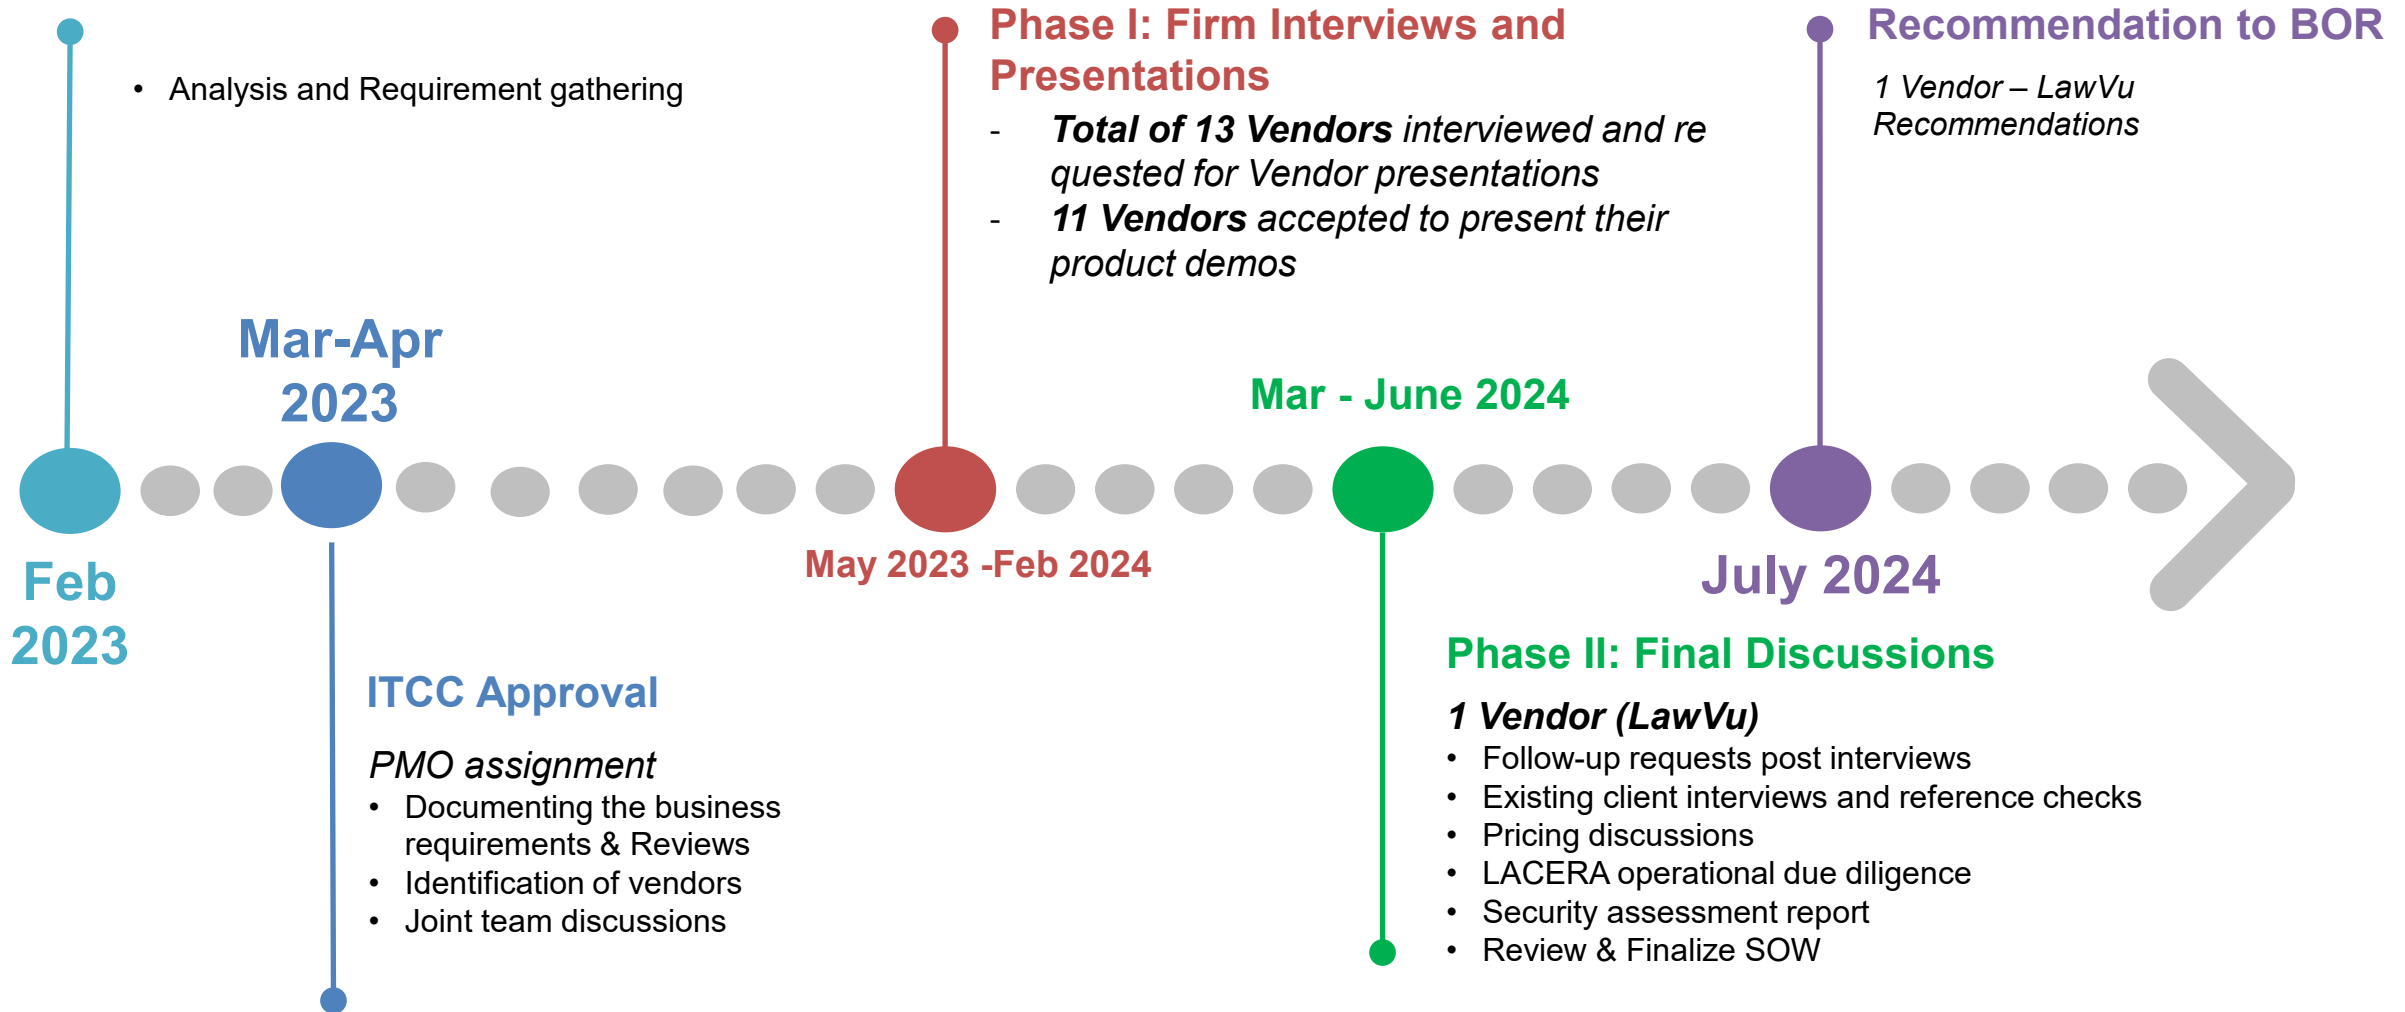 • Analysis and Requirement gathering
Phase I: Firm Interviews and
Presentations
- Total of 13 Vendors interviewed and re
quested for Vendor presentations
- 11 Vendors accepted to present their
product demos
Recommendation to BOR
1 Vendor – LawVu
Recommendations
Mar-Apr
2023
Mar - June 2024
Feb
2023
May 2023 -Feb 2024
July 2024
ITCC Approval
PMO assignment
• Documenting the business
requirements & Reviews
• Identification of vendors
• Joint team discussions
Phase II: Final Discussions
1 Vendor (LawVu)
• Follow-up requests post interviews
• Existing client interviews and reference checks
• Pricing discussions
• LACERA operational due diligence
• Security assessment report
• Review & Finalize SOW